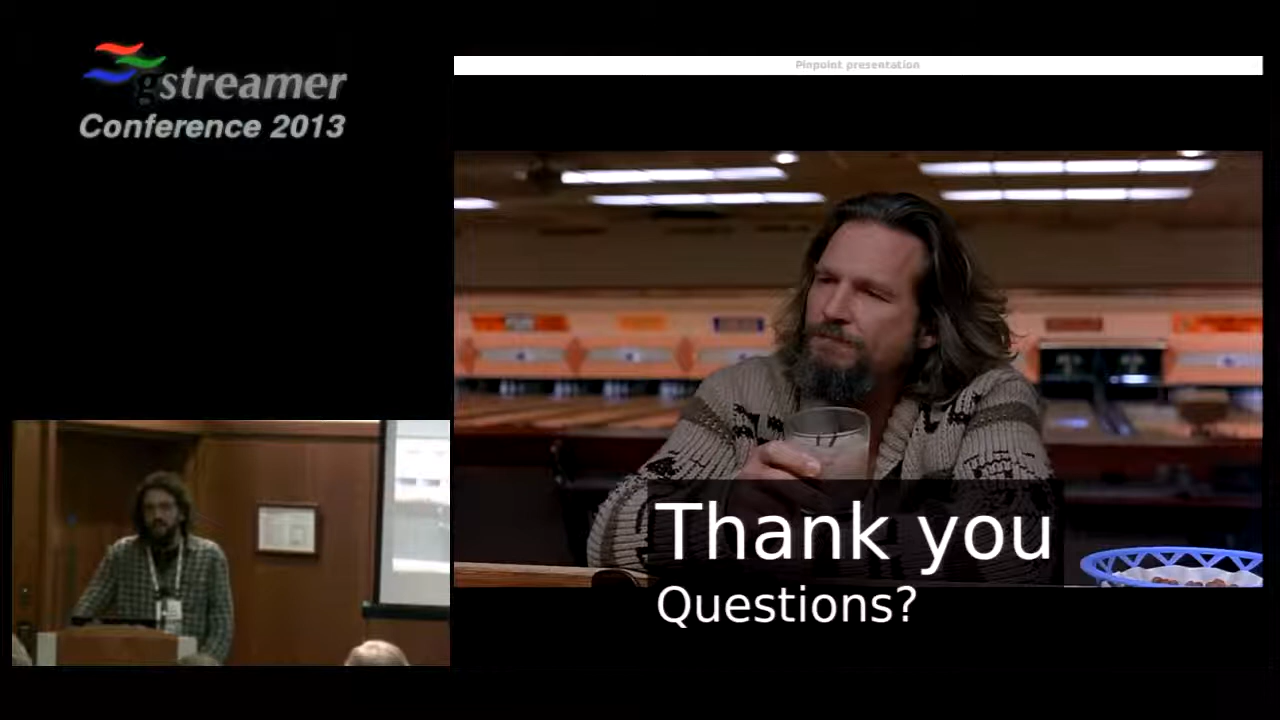 gstreamer
Conference 2013
Pinpoint presentation
Thank you
Questions?